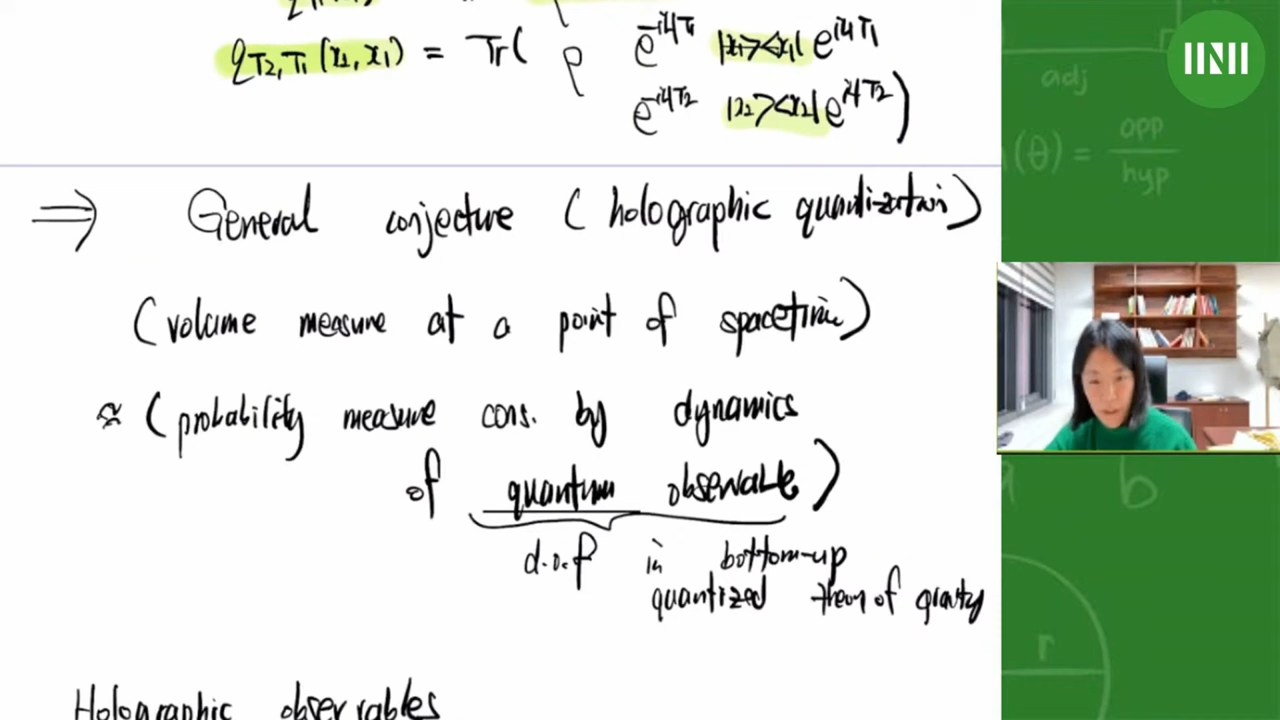 q_{T2,T1}(x2,x1) = Tr( ρ e^{-iHT1} |x1><x1| e^{iHT1}
e^{-iHT2} |x2><x2| e^{iHT2} )
⇒ General conjecture (holographic quantization)
(volume measure at a point of spacetime)
≈ (probability measure cons. by dynamics
of quantum observable)
d.o.f in bottom-up
quantized theory of gravity
Holographic observables
adj
(θ) = opp/hyp
b
r